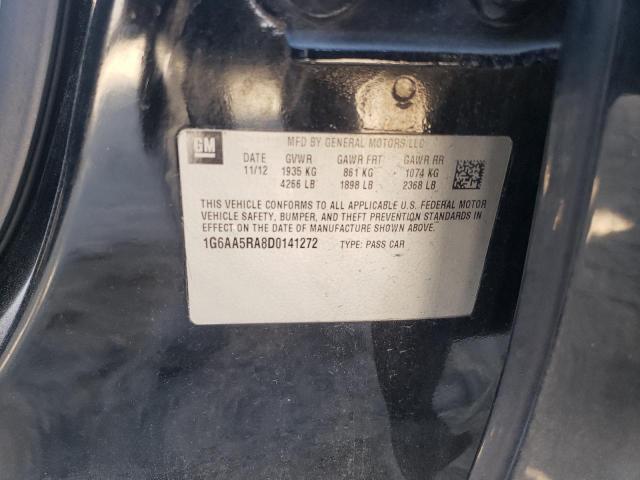 GM
MFD BY GENERAL MOTORS LLC
DATE GVWR GAWR FRT GAWR RR
11/12 1935 KG 861 KG 1074 KG
4266 LB 1898 LB 2368 LB
THIS VEHICLE CONFORMS TO ALL APPLICABLE U.S. FEDERAL MOTOR
VEHICLE SAFETY, BUMPER, AND THEFT PREVENTION STANDARDS IN
EFFECT ON THE DATE OF MANUFACTURE SHOWN ABOVE.
1G6AA5RA8D0141272 TYPE: PASS CAR